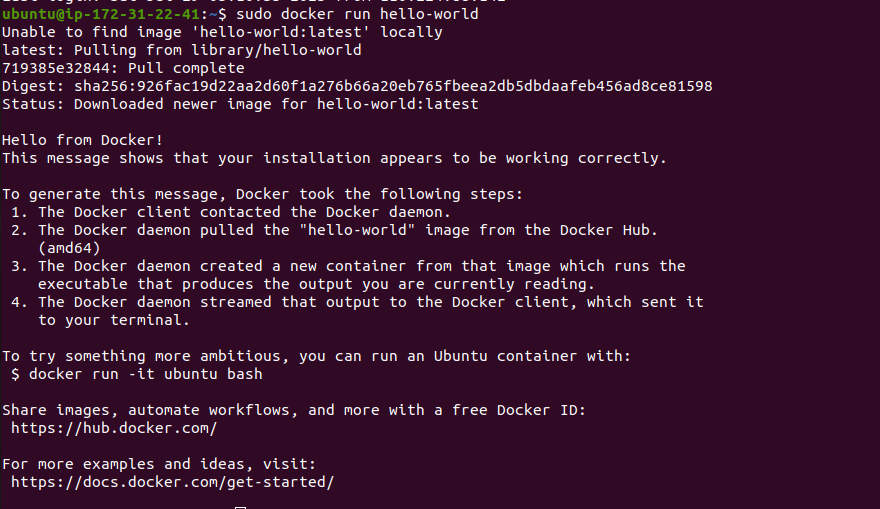 ubuntu@ip-172-31-22-41:~$ sudo docker run hello-world
Unable to find image 'hello-world:latest' locally
latest: Pulling from library/hello-world
719385e32844: Pull complete
Digest: sha256:926fac19d22aa2d60f1a276b66a20eb765fbeea2db5dbdaafeb456ad8ce81598
Status: Downloaded newer image for hello-world:latest

Hello from Docker!
This message shows that your installation appears to be working correctly.

To generate this message, Docker took the following steps:
 1. The Docker client contacted the Docker daemon.
 2. The Docker daemon pulled the "hello-world" image from the Docker Hub.
    (amd64)
 3. The Docker daemon created a new container from that image which runs the
    executable that produces the output you are currently reading.
 4. The Docker daemon streamed that output to the Docker client, which sent it
    to your terminal.

To try something more ambitious, you can run an Ubuntu container with:
 $ docker run -it ubuntu bash

Share images, automate workflows, and more with a free Docker ID:
 https://hub.docker.com/

For more examples and ideas, visit:
 https://docs.docker.com/get-started/